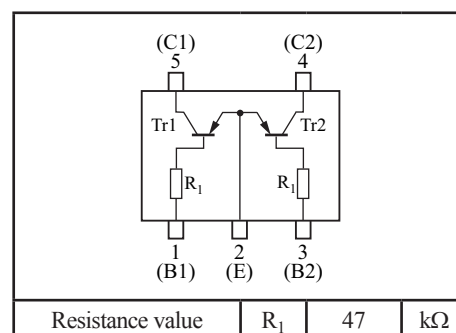 (C1) (C2)
5 4
Tr1 Tr2
R1 R1
1 2 3
(B1) (E) (B2)
Resistance value R1 47 kΩ